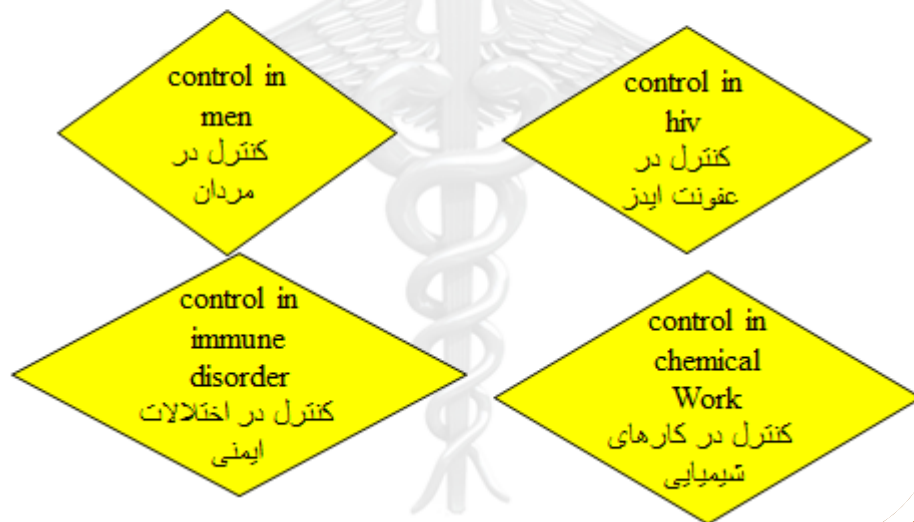 control in
men
کنترل در
مردان
control in
hiv
کنترل در
عفونت ایدز
control in
immune
disorder
کنترل در اختلالات
ایمنی
control in
chemical
Work
کنترل در کارهای
شیمیایی